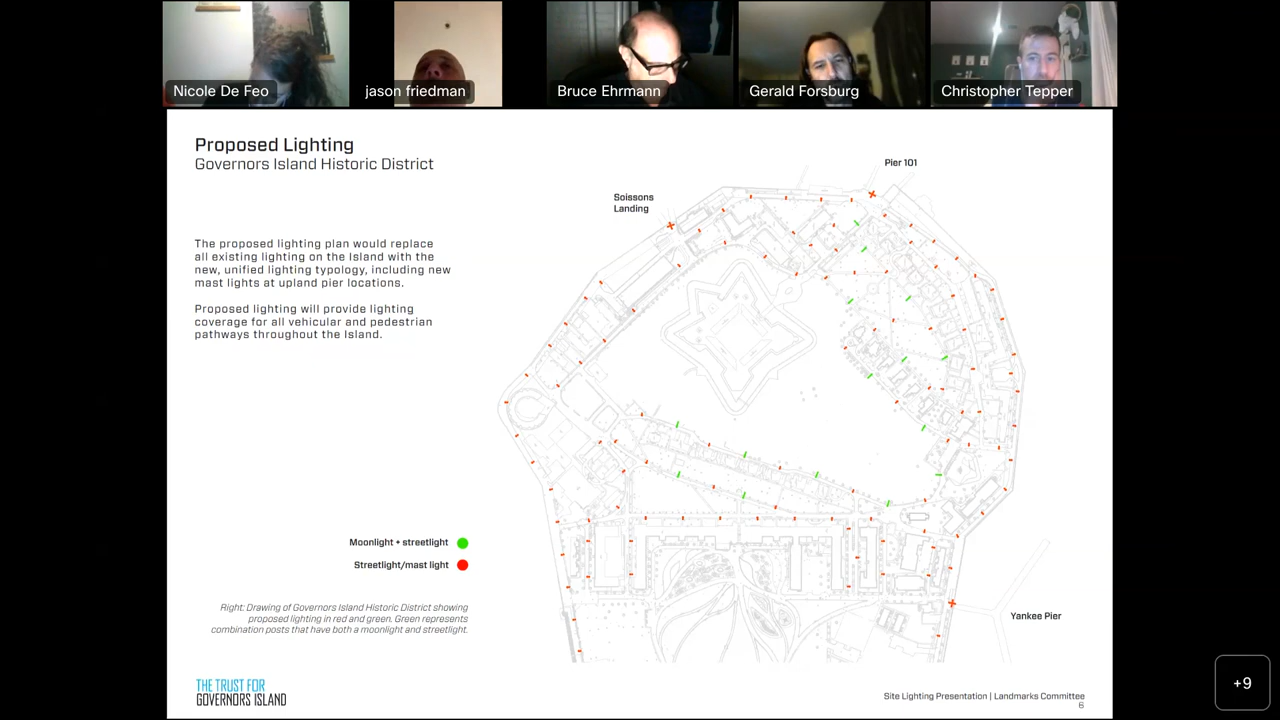 Nicole De Feo
jason friedman
Bruce Ehrmann
Gerald Forsburg
Christopher Tepper
Proposed Lighting
Governors Island Historic District
Pier 101
Soissons
Landing
The proposed lighting plan would replace
all existing lighting on the Island with the
new, unified lighting typology, including new
mast lights at upland pier locations.
Proposed lighting will provide lighting
coverage for all vehicular and pedestrian
pathways throughout the Island.
Moonlight + streetlight
Streetlight/mast light
Right: Drawing of Governors Island Historic District showing
proposed lighting in red and green. Green represents
combination posts that have both a moonlight and streetlight.
Yankee Pier
THE TRUST FOR
GOVERNORS ISLAND
Site Lighting Presentation | Landmarks Committee
6
+9